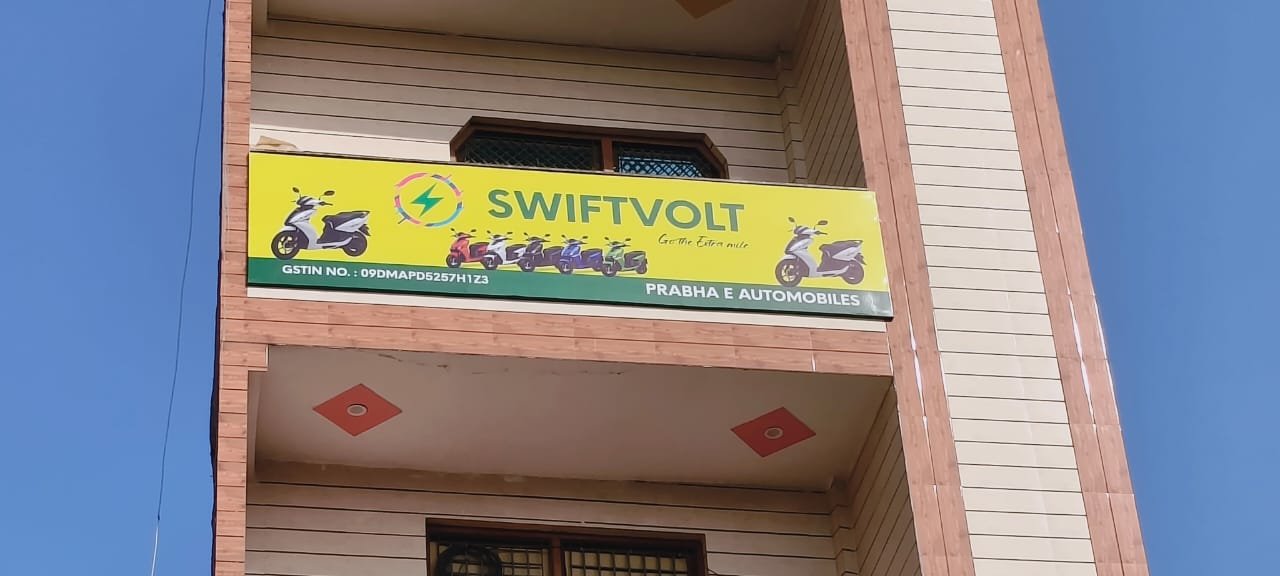 SWIFTVOLT
Go the Extra mile
GSTIN NO. : 09DMAPD5257H1Z3
PRABHA E AUTOMOBILES